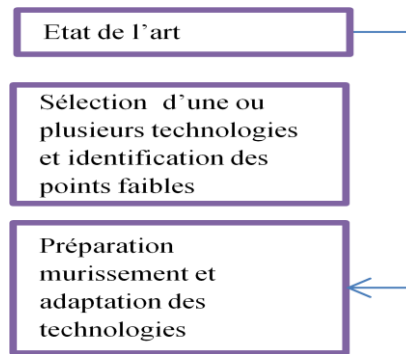 Etat de l’art
Sélection d’une ou
plusieurs technologies
et identification des
points faibles
Préparation
murissement et
adaptation des
technologies